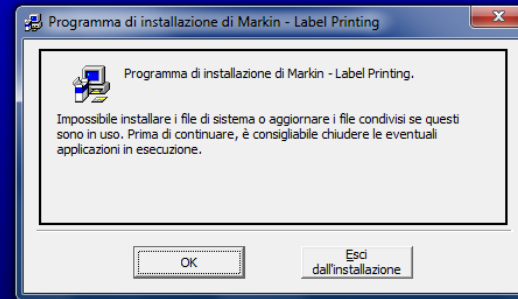 Programma di installazione di Markin - Label Printing
Programma di installazione di Markin - Label Printing.
Impossibile installare i file di sistema o aggiornare i file condivisi se questi
sono in uso. Prima di continuare, è consigliabile chiudere le eventuali
applicazioni in esecuzione.
OK
Esci
dall'installazione